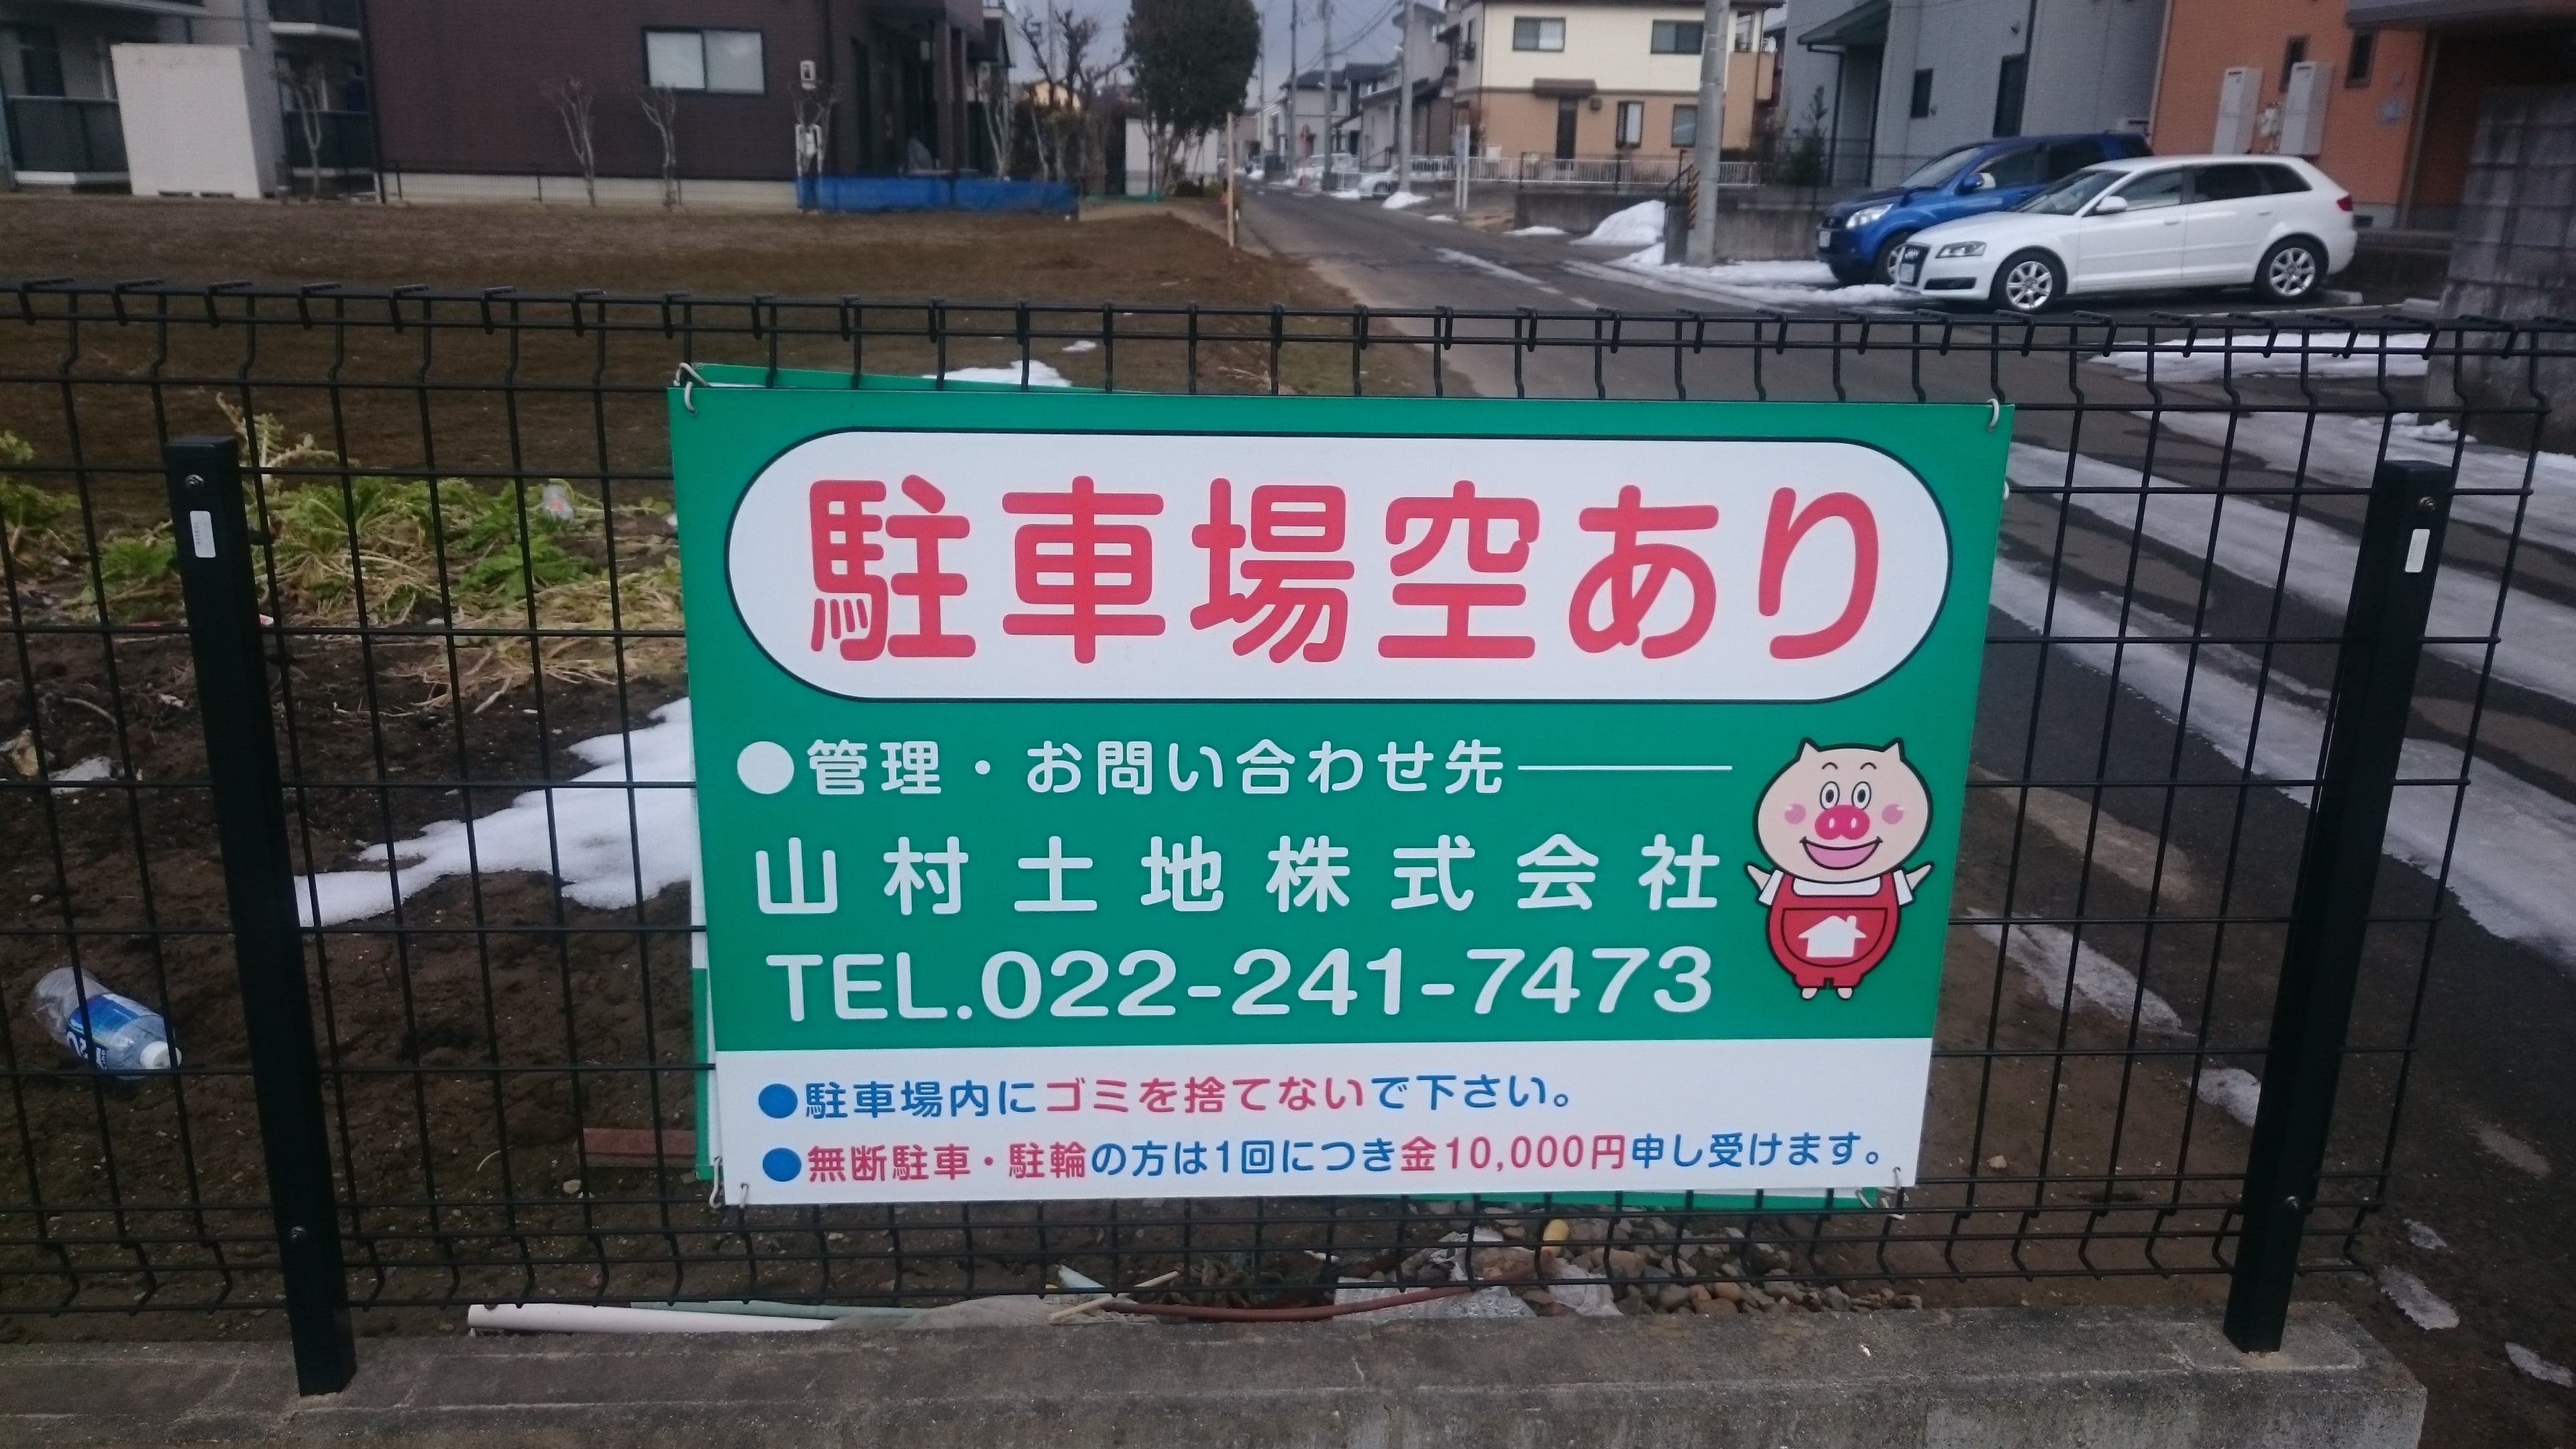 駐車場空あり
●管理・お問い合わせ先
山村土地株式会社
TEL.022-241-7473
●駐車場内にゴミを捨てないで下さい。
●無断駐車・駐輪の方は1回につき金10,000円申し受けます。